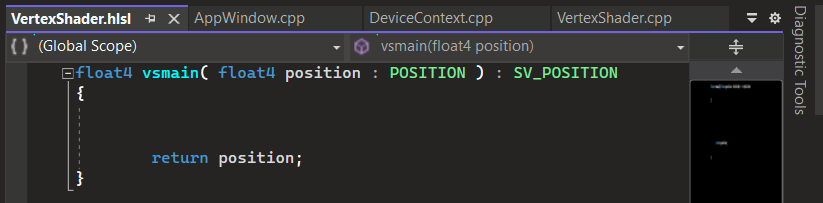 VertexShader.hlsl AppWindow.cpp DeviceContext.cpp VertexShader.cpp
{ } (Global Scope) vsmain(float4 position)
float4 vsmain( float4 position : POSITION ) : SV_POSITION
{
return position;
}
Diagnostic Tools